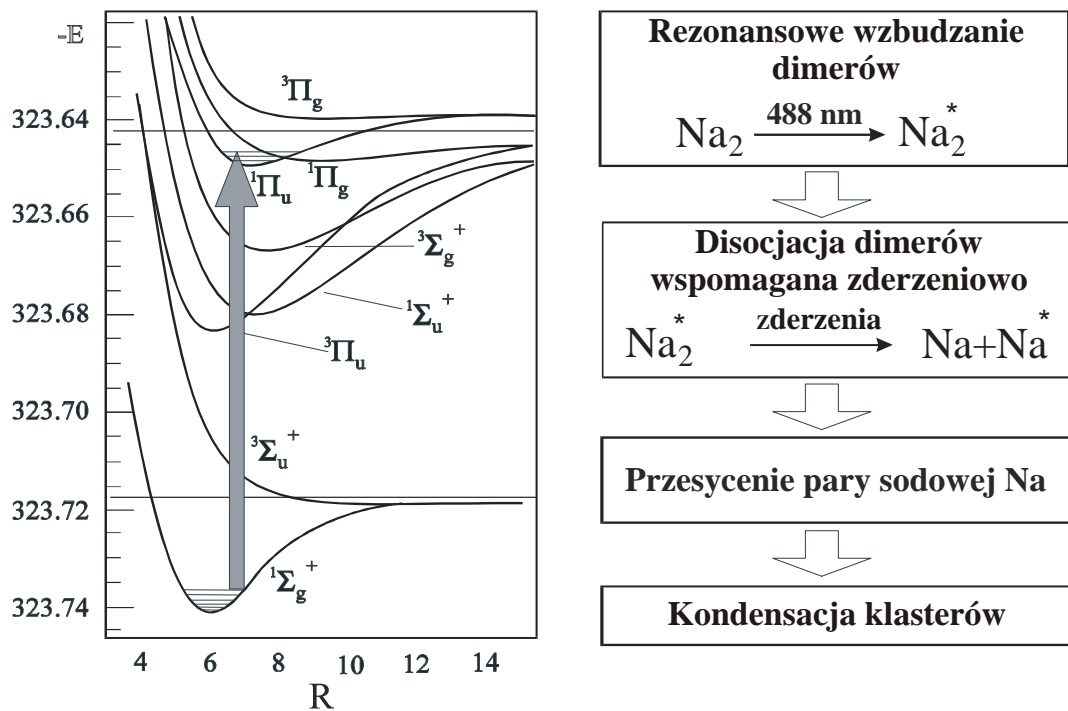 -E
323.64
323.66
323.68
323.70
323.72
323.74
4 6 8 10 12 14
R
³Πg
¹Πu
¹Πg
³Σg⁺
¹Σu⁺
³Πu
³Σu⁺
¹Σg⁺
Rezonansowe wzbudzanie
dimerów
488 nm
Na₂ → Na₂*
Disocjacja dimerów
wspomagana zderzeniowo
zderzenia
Na₂* → Na+Na*
Przesycenie pary sodowej Na
Kondensacja klasterów